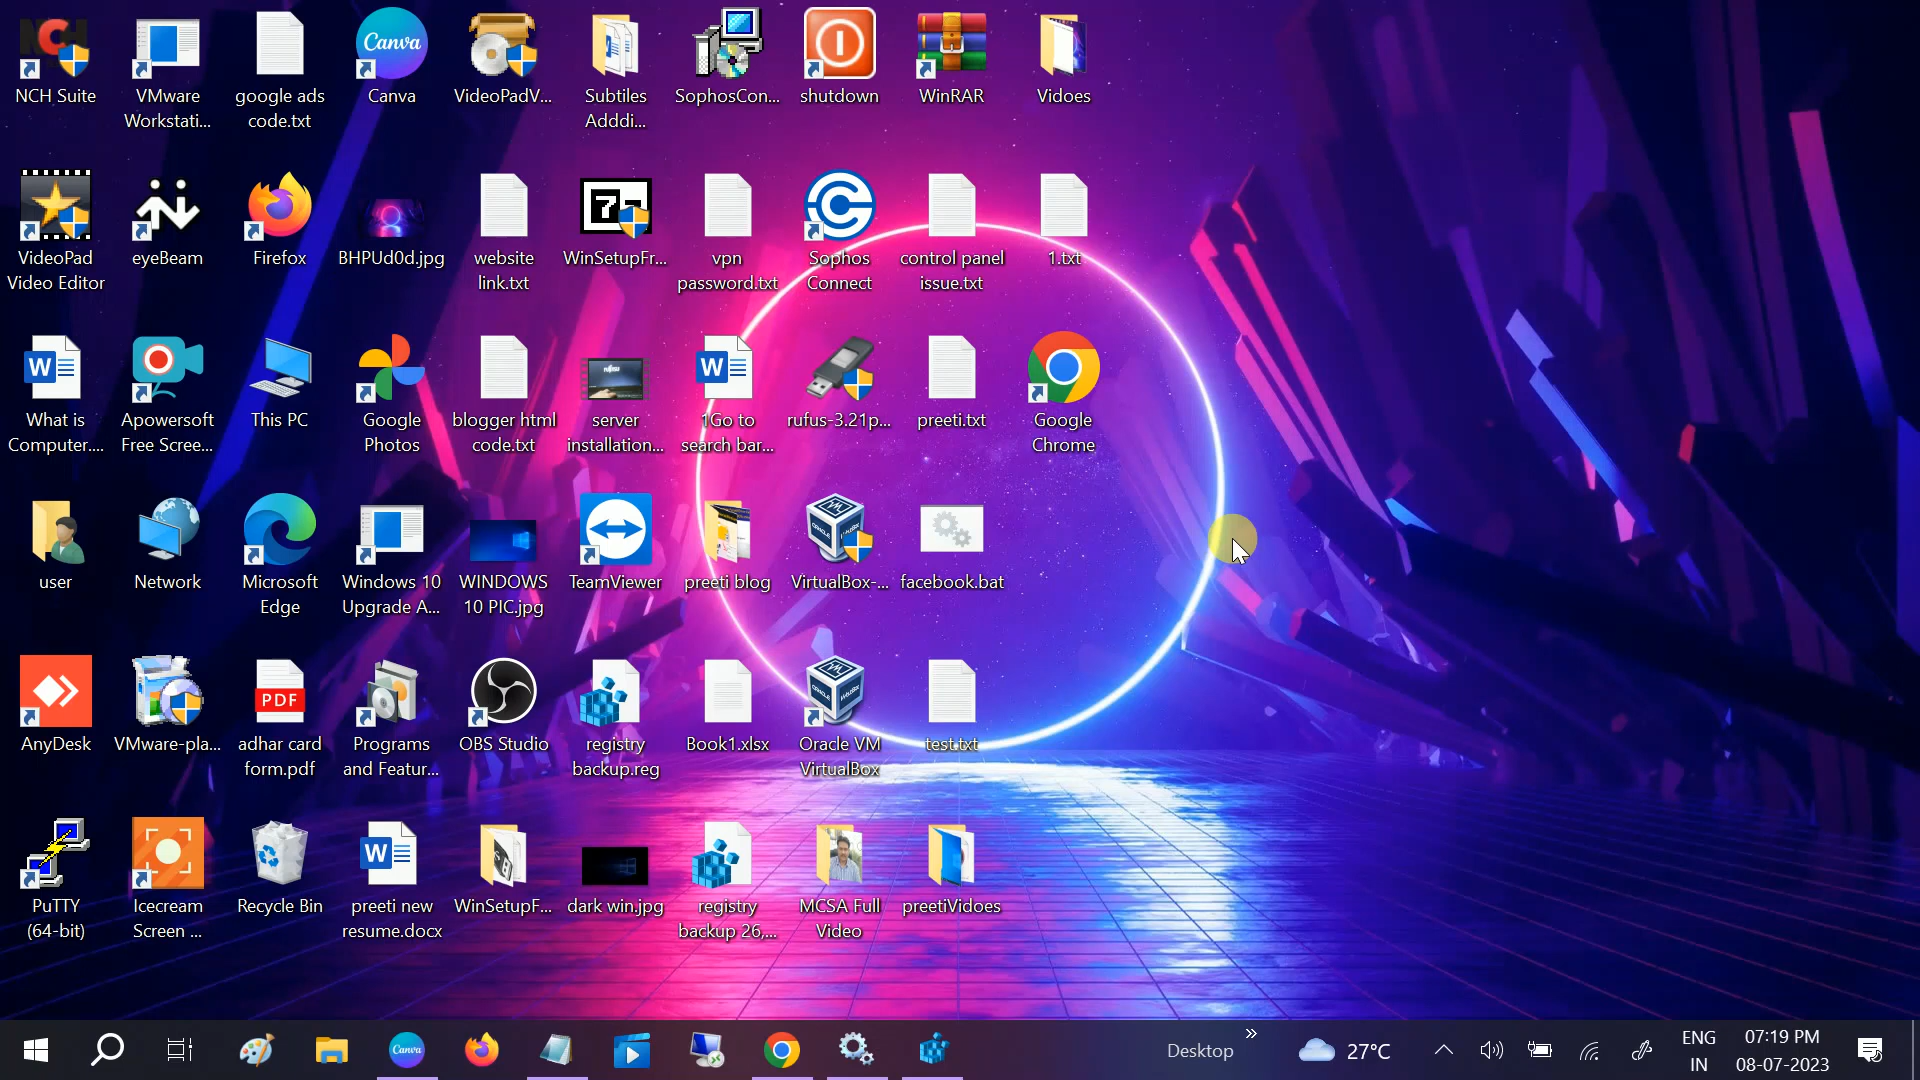 NCH Suite
VMware
Workstati...
google ads
code.txt
Canva
Canva
VideoPadV...
Subtiles
Adddi...
SophosCon...
shutdown
WinRAR
Vidoes
VideoPad
Video Editor
eyeBeam
Firefox
BHPUd0d.jpg
website
link.txt
WinSetupFr...
vpn
password.txt
Sophos
Connect
control panel
issue.txt
1.txt
What is
Computer....
Apowersoft
Free Scree...
This PC
Google
Photos
blogger html
code.txt
server
installation...
1Go to
search bar...
rufus-3.21p...
preeti.txt
Google
Chrome
user
Network
Microsoft
Edge
Windows 10
Upgrade A...
WINDOWS
10 PIC.jpg
TeamViewer
preeti blog
VirtualBox-...
facebook.bat
AnyDesk
VMware-pla...
PDF
adhar card
form.pdf
Programs
and Featur...
OBS Studio
registry
backup.reg
Book1.xlsx
Oracle VM
VirtualBox
test.txt
PuTTY
(64-bit)
Icecream
Screen ...
Recycle Bin
preeti new
resume.docx
WinSetupF...
dark win.jpg
registry
backup 26,...
MCSA Full
Video
preetiVidoes
Canva
Desktop
27°C
ENG
IN
07:19 PM
08-07-2023